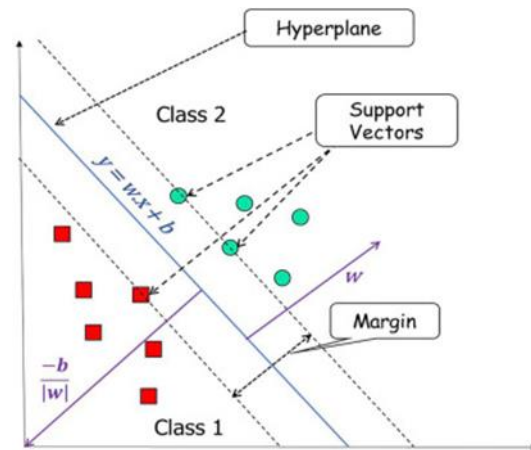 Hyperplane
Class 2
Support
Vectors
y = wx + b
w
Margin
−b
|w|
Class 1